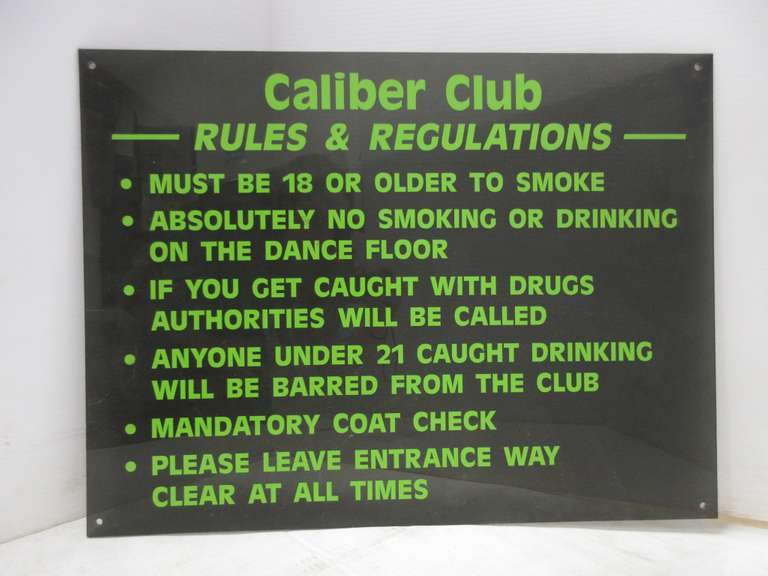 Caliber Club
RULES & REGULATIONS
• MUST BE 18 OR OLDER TO SMOKE
• ABSOLUTELY NO SMOKING OR DRINKING
ON THE DANCE FLOOR
• IF YOU GET CAUGHT WITH DRUGS
AUTHORITIES WILL BE CALLED
• ANYONE UNDER 21 CAUGHT DRINKING
WILL BE BARRED FROM THE CLUB
• MANDATORY COAT CHECK
• PLEASE LEAVE ENTRANCE WAY
CLEAR AT ALL TIMES